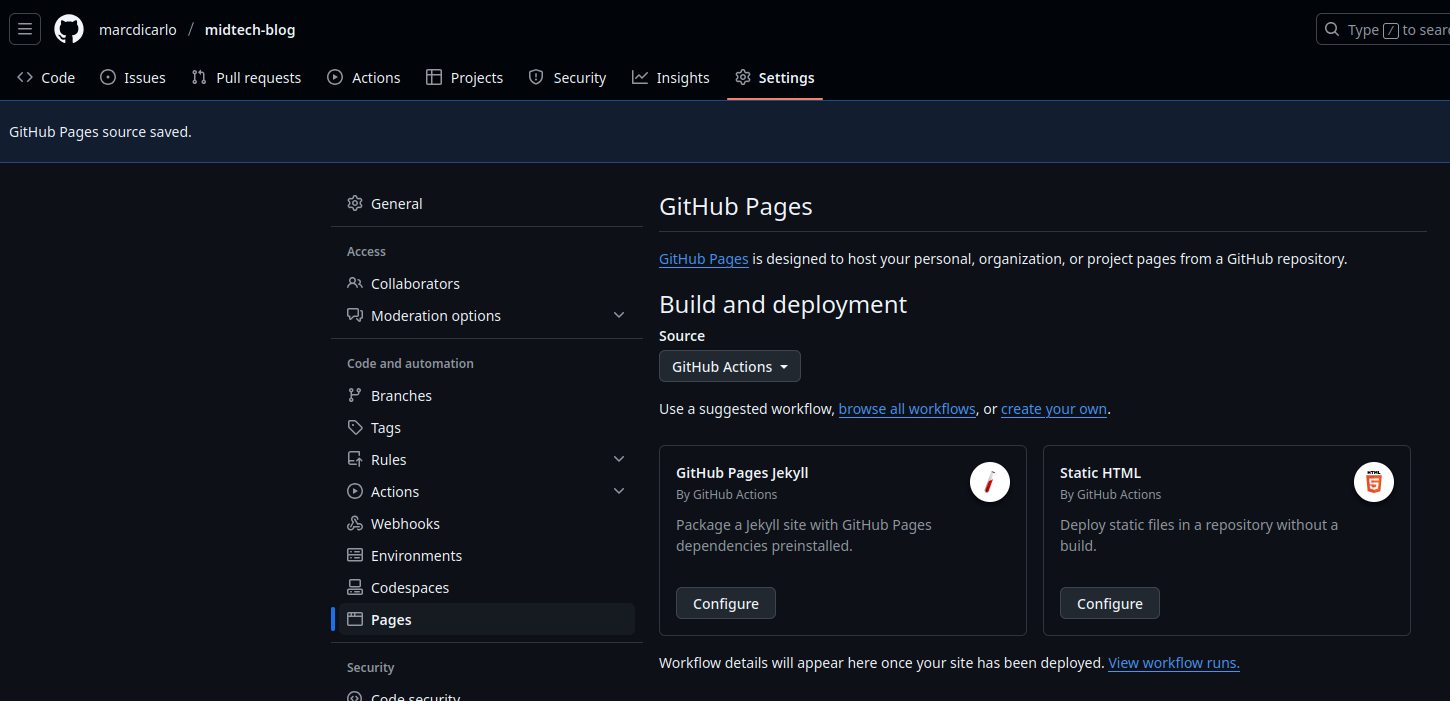 marcdicarlo / midtech-blog
Type / to sear
Code Issues Pull requests Actions Projects Security Insights Settings
GitHub Pages source saved.
General
Access
Collaborators
Moderation options
Code and automation
Branches
Tags
Rules
Actions
Webhooks
Environments
Codespaces
Pages
Security
Code security
GitHub Pages
GitHub Pages is designed to host your personal, organization, or project pages from a GitHub repository.
Build and deployment
Source
GitHub Actions
Use a suggested workflow, browse all workflows, or create your own.
GitHub Pages Jekyll
By GitHub Actions
Package a Jekyll site with GitHub Pages
dependencies preinstalled.
Configure
Static HTML
By GitHub Actions
Deploy static files in a repository without a
build.
HTML
5
Configure
Workflow details will appear here once your site has been deployed. View workflow runs.